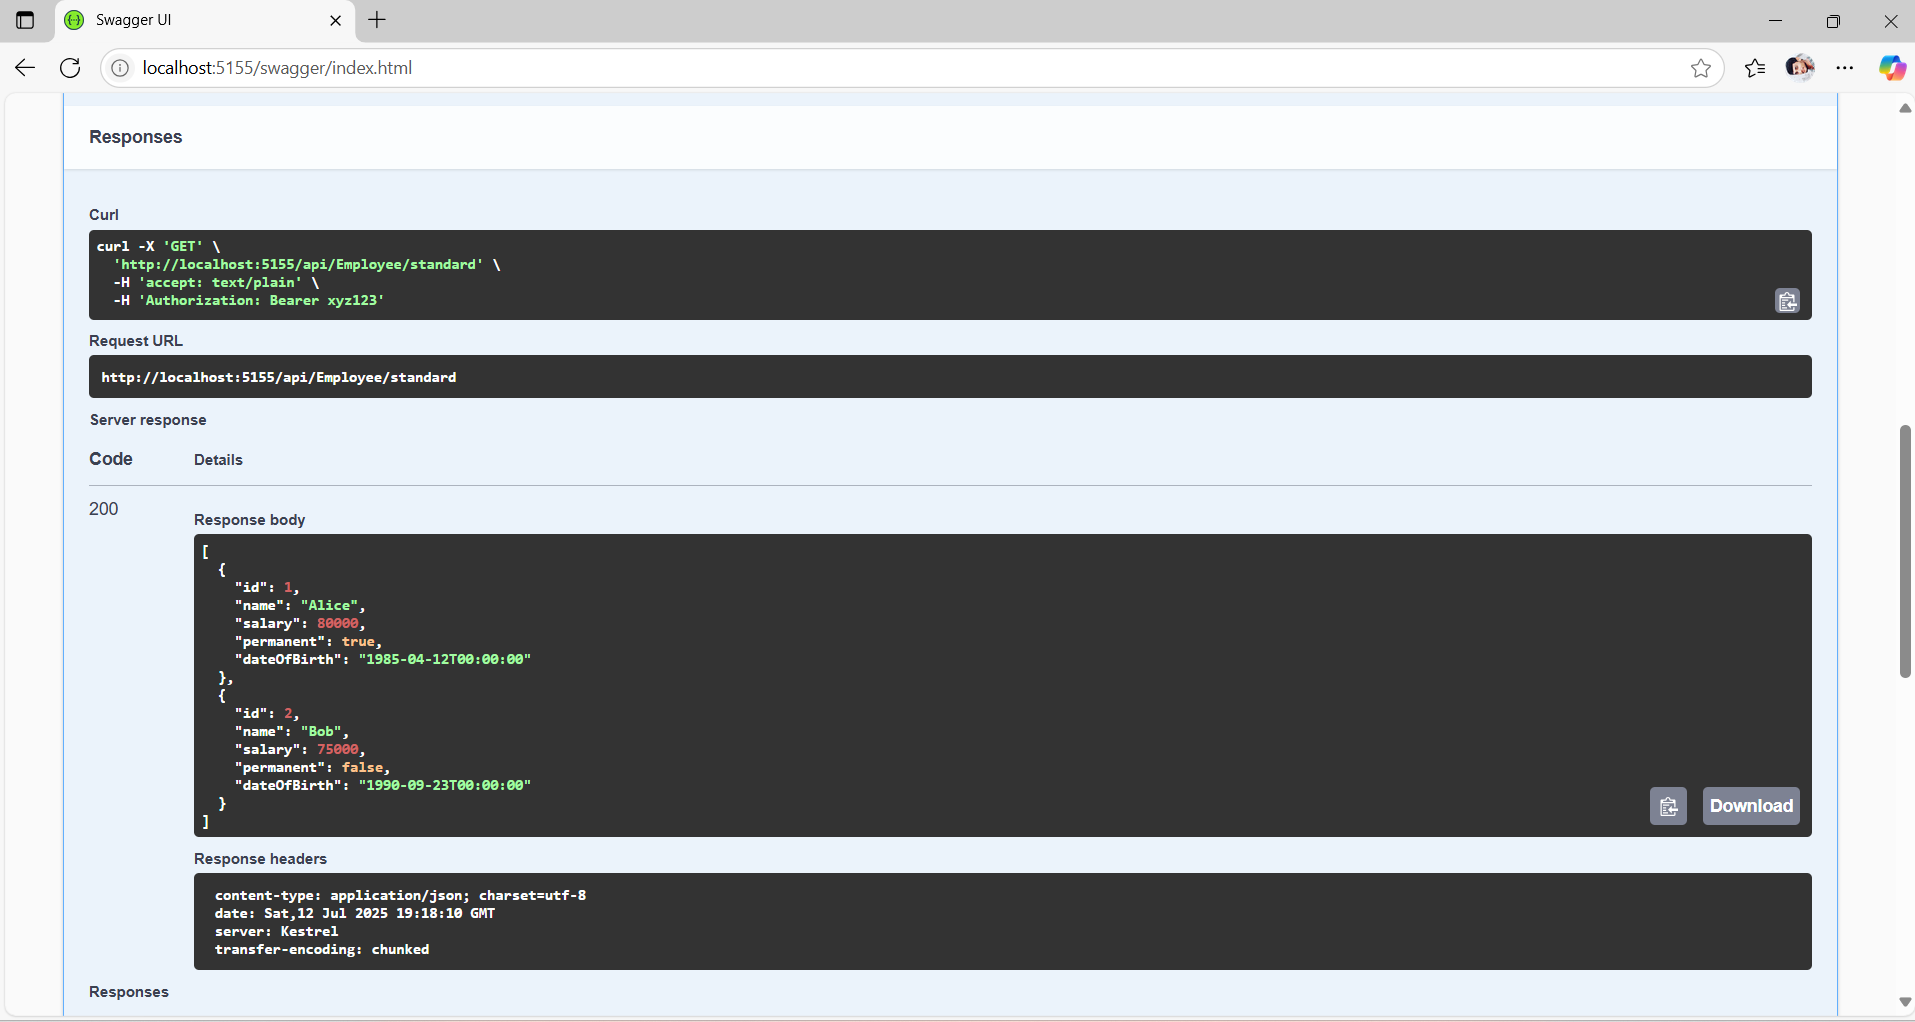 Swagger UI
localhost:5155/swagger/index.html
Responses
Curl
curl -X 'GET' \
  'http://localhost:5155/api/Employee/standard' \
  -H 'accept: text/plain' \
  -H 'Authorization: Bearer xyz123'
Request URL
http://localhost:5155/api/Employee/standard
Server response
Code Details
200
Response body
[
  {
    "id": 1,
    "name": "Alice",
    "salary": 80000,
    "permanent": true,
    "dateOfBirth": "1985-04-12T00:00:00"
  },
  {
    "id": 2,
    "name": "Bob",
    "salary": 75000,
    "permanent": false,
    "dateOfBirth": "1990-09-23T00:00:00"
  }
]
Download
Response headers
content-type: application/json; charset=utf-8
date: Sat,12 Jul 2025 19:18:10 GMT
server: Kestrel
transfer-encoding: chunked
Responses